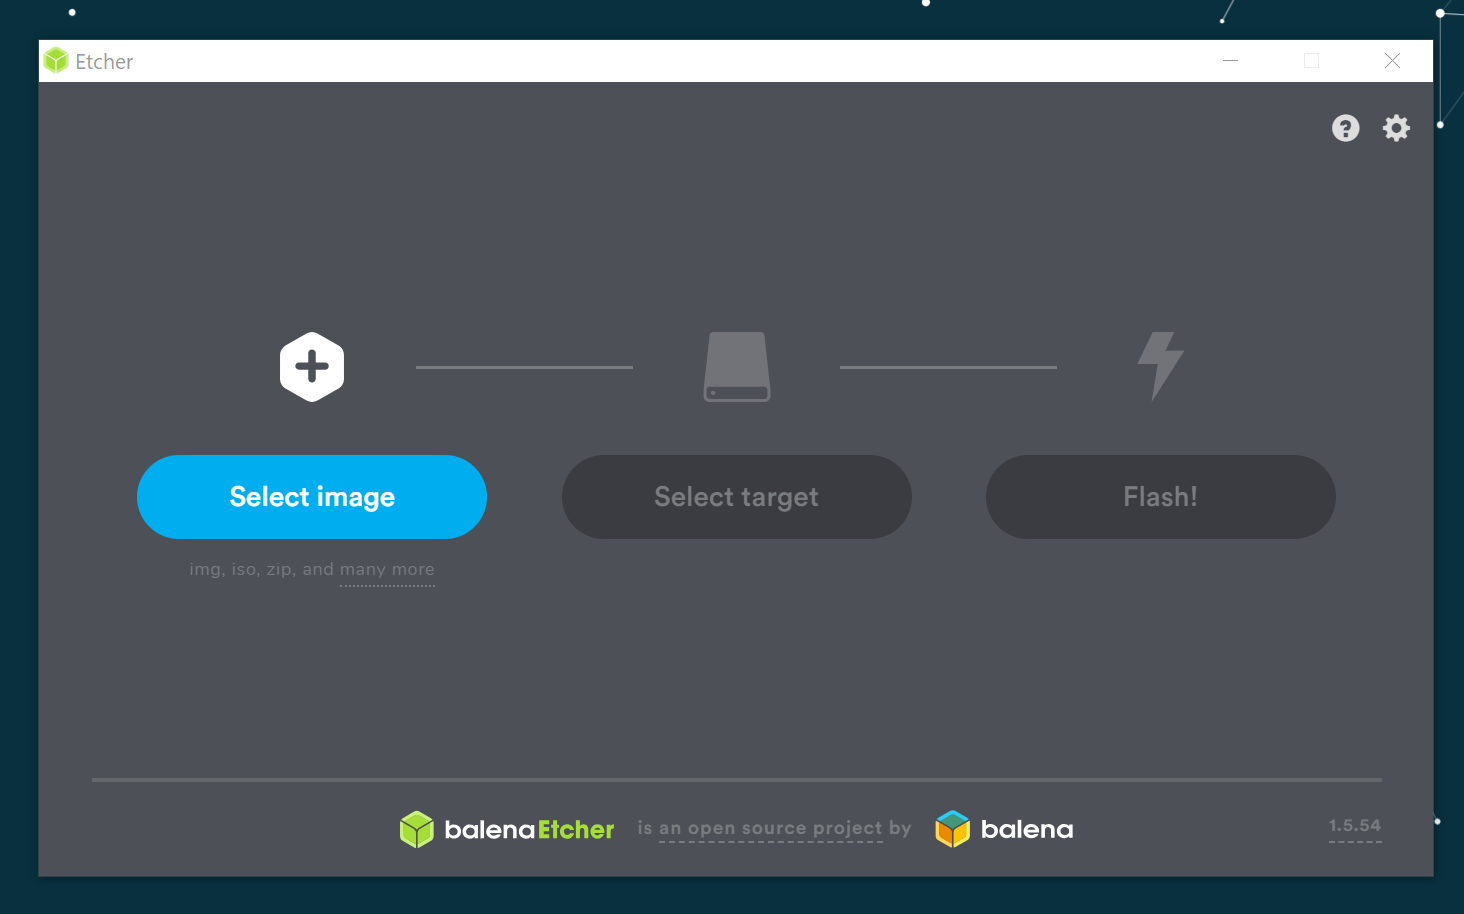 Etcher
Select image
Select target
Flash!
img, iso, zip, and many more
balenaEtcher is an open source project by balena
1.5.54